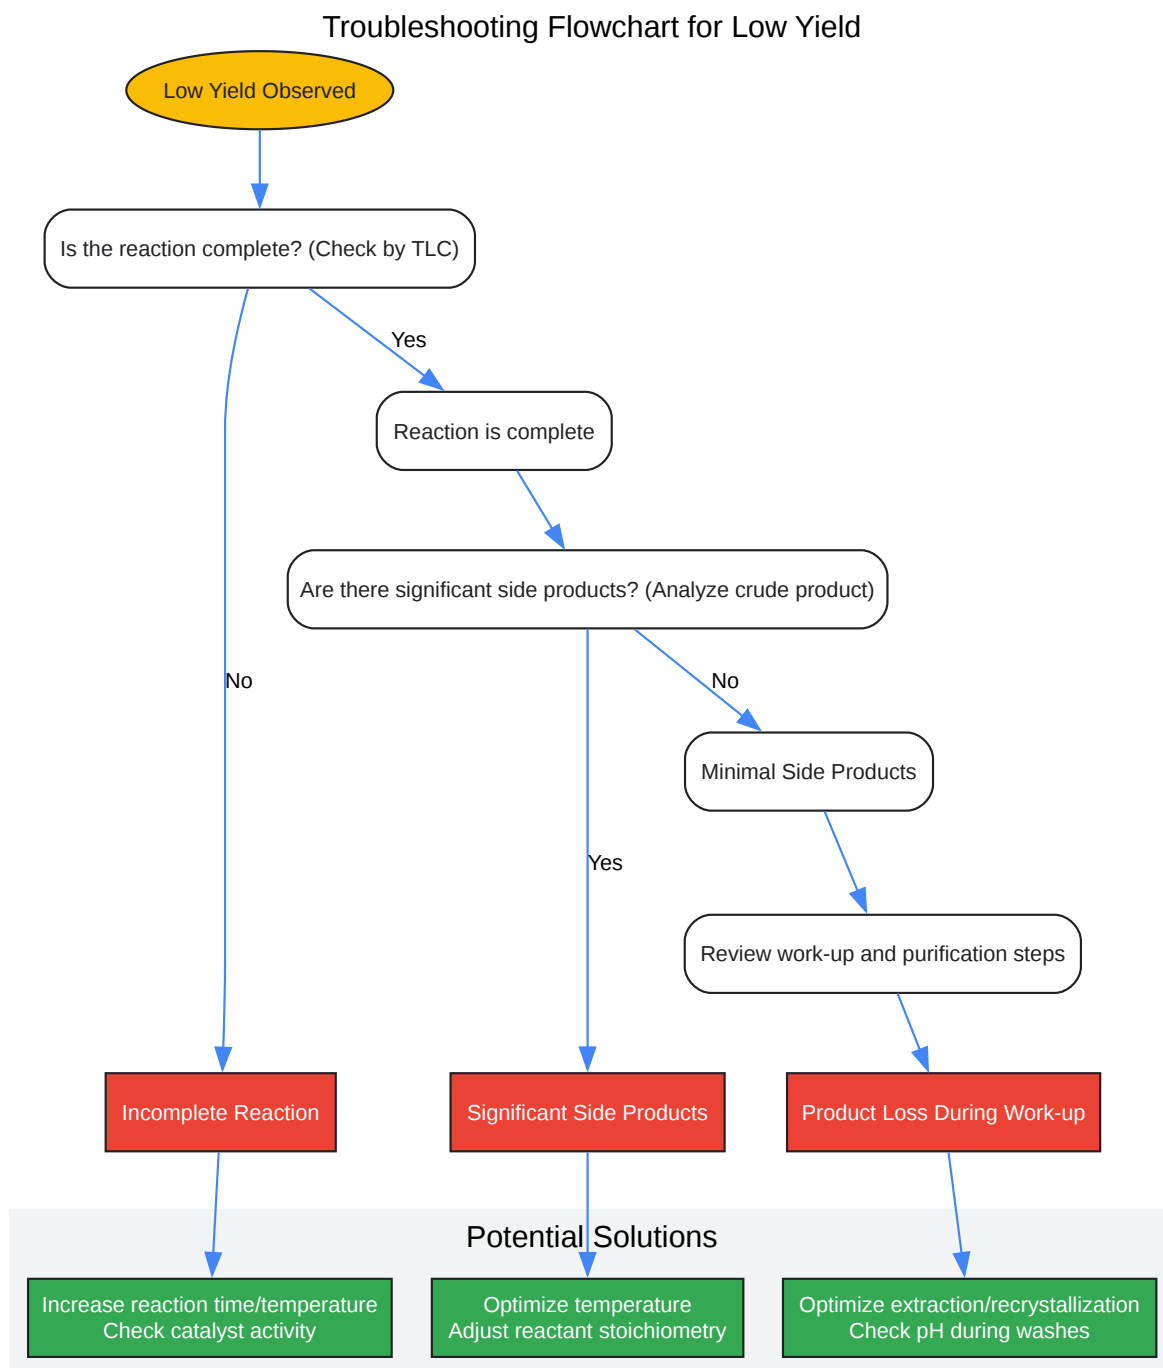 Troubleshooting Flowchart for Low Yield
Low Yield Observed
Is the reaction complete? (Check by TLC)
Yes
Reaction is complete
Are there significant side products? (Analyze crude product)
No
No
Minimal Side Products
Yes
Review work-up and purification steps
Incomplete Reaction
Significant Side Products
Product Loss During Work-up
Potential Solutions
Increase reaction time/temperature
Check catalyst activity
Optimize temperature
Adjust reactant stoichiometry
Optimize extraction/recrystallization
Check pH during washes